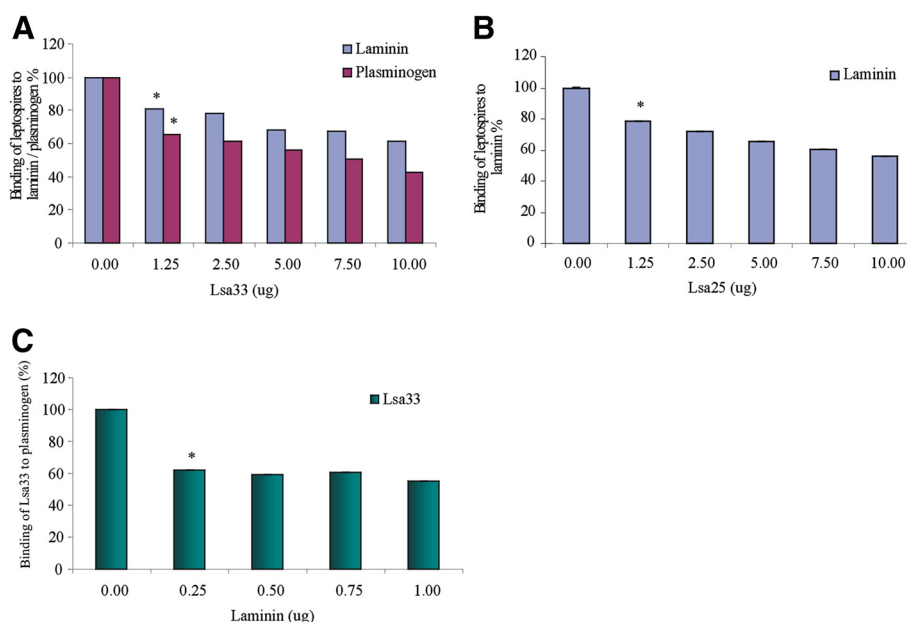 A
Binding of leptospires to
laminin / plasminogen %
120
100
80
60
40
20
0
*
*
Laminin
Plasminogen
0.00 1.25 2.50 5.00 7.50 10.00
Lsa33 (ug)
B
Binding of leptospires to
laminin %
120
100
80
60
40
20
0
*
Laminin
0.00 1.25 2.50 5.00 7.50 10.00
Lsa25 (ug)
C
Binding of Lsa33 to plasminogen (%)
120
100
80
60
40
20
0
*
Lsa33
0.00 0.25 0.50 0.75 1.00
Laminin (ug)